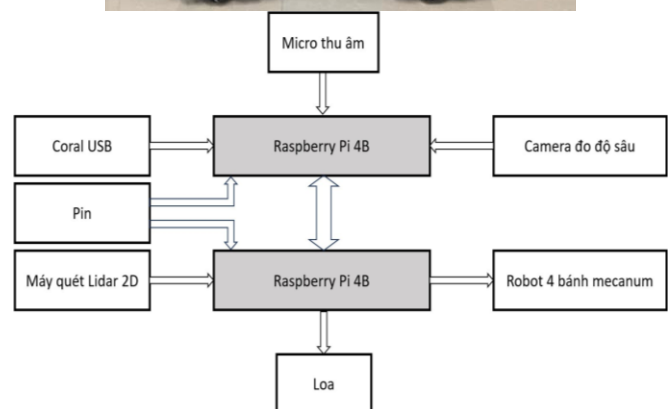 Micro thu âm
Coral USB
Raspberry Pi 4B
Camera đo độ sâu
Pin
Máy quét Lidar 2D
Raspberry Pi 4B
Robot 4 bánh mecanum
Loa